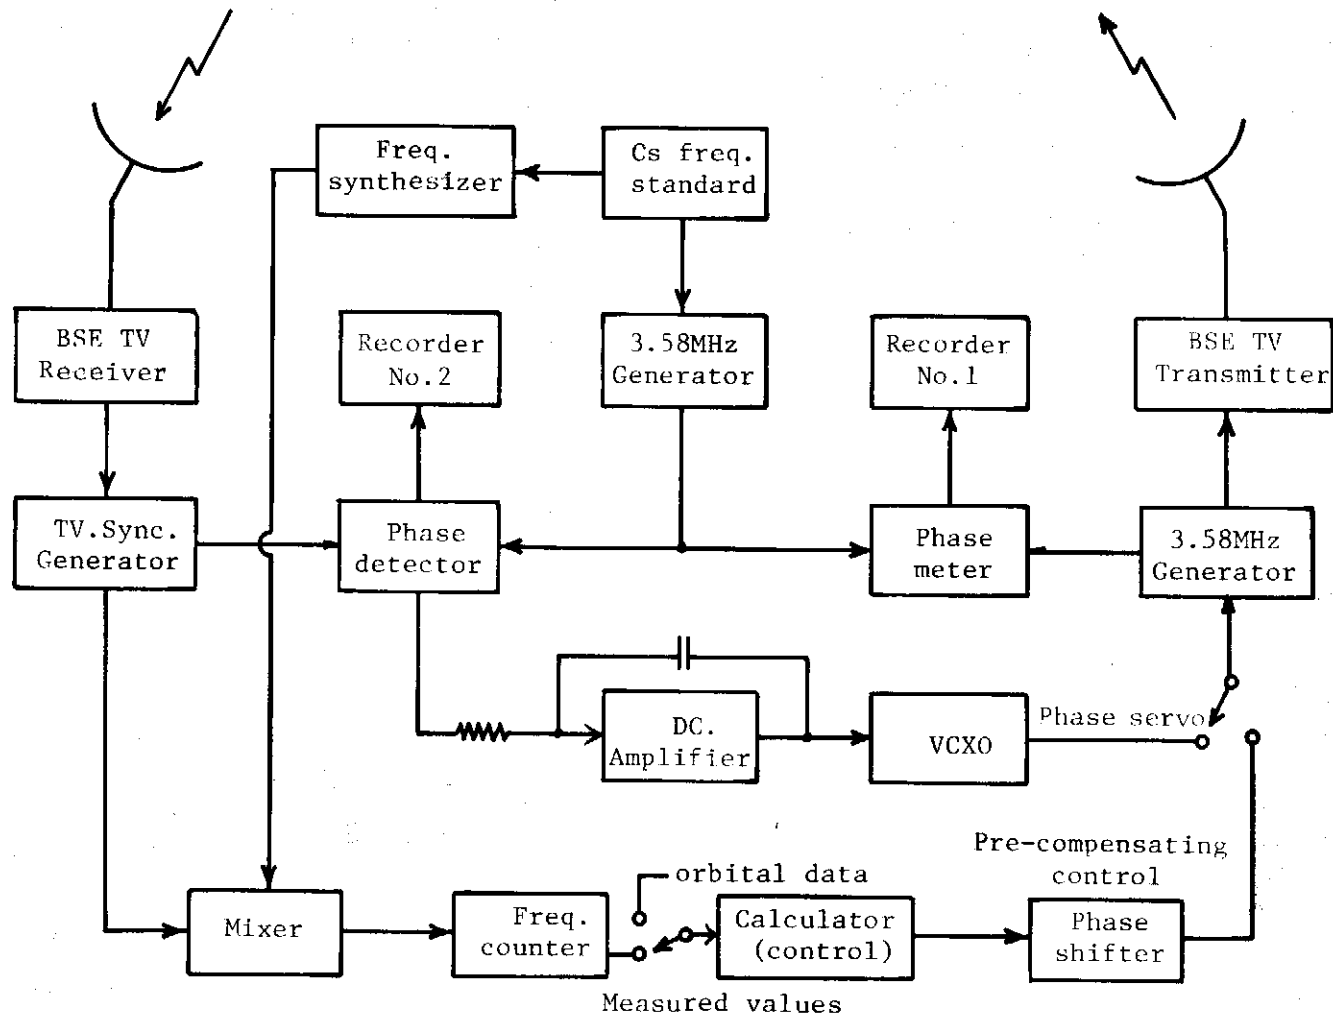 Freq.
synthesizer
Cs freq.
standard
BSE TV
Receiver
Recorder
No.2
3.58MHz
Generator
Recorder
No.1
BSE TV
Transmitter
TV.Sync.
Generator
Phase
detector
Phase
meter
3.58MHz
Generator
DC.
Amplifier
VCXO
Phase servo
Pre-compensating
control
orbital data
Mixer
Freq.
counter
Calculator
(control)
Phase
shifter
Measured values